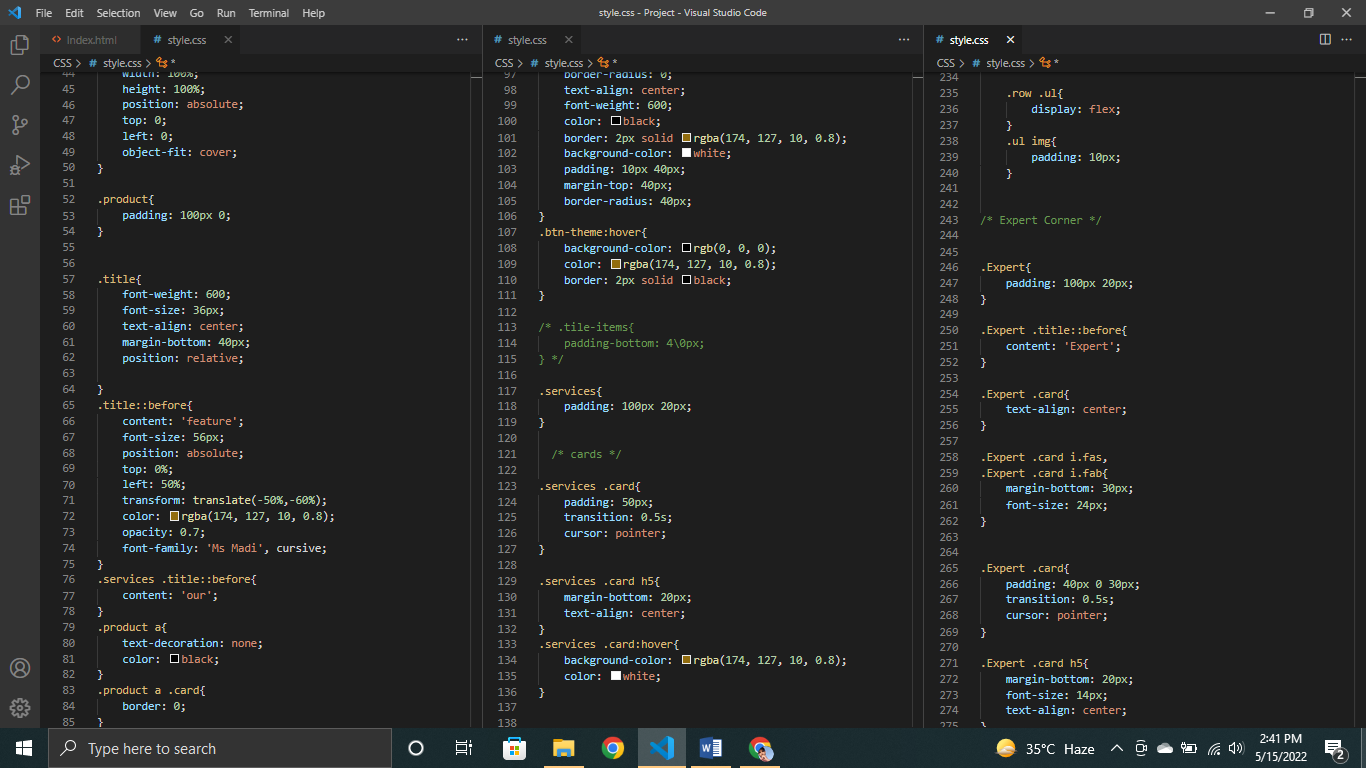 File Edit Selection View Go Run Terminal Help
style.css - Project - Visual Studio Code
Index.html
# style.css
CSS > # style.css > *
44 width: 100%;
45 height: 100%;
46 position: absolute;
47 top: 0;
48 left: 0;
49 object-fit: cover;
50 }
51
52 .product{
53 padding: 100px 0;
54 }
55
56
57 .title{
58 font-weight: 600;
59 font-size: 36px;
60 text-align: center;
61 margin-bottom: 40px;
62 position: relative;
63
64 }
65 .title::before{
66 content: 'feature';
67 font-size: 56px;
68 position: absolute;
69 top: 0%;
70 left: 50%;
71 transform: translate(-50%,-60%);
72 color: rgba(174, 127, 10, 0.8);
73 opacity: 0.7;
74 font-family: 'Ms Madi', cursive;
75 }
76 .services .title::before{
77 content: 'our';
78 }
79 .product a{
80 text-decoration: none;
81 color: black;
82 }
83 .product a .card{
84 border: 0;
85 }
# style.css
CSS > # style.css > *
97 border-radius: 0;
98 text-align: center;
99 font-weight: 600;
100 color: black;
101 border: 2px solid rgba(174, 127, 10, 0.8);
102 background-color: white;
103 padding: 10px 40px;
104 margin-top: 40px;
105 border-radius: 40px;
106 }
107 .btn-theme:hover{
108 background-color: rgb(0, 0, 0);
109 color: rgba(174, 127, 10, 0.8);
110 border: 2px solid black;
111 }
112
113 /* .tile-items{
114 padding-bottom: 4\0px;
115 } */
116
117 .services{
118 padding: 100px 20px;
119 }
120
121 /* cards */
122
123 .services .card{
124 padding: 50px;
125 transition: 0.5s;
126 cursor: pointer;
127 }
128
129 .services .card h5{
130 margin-bottom: 20px;
131 text-align: center;
132 }
133 .services .card:hover{
134 background-color: rgba(174, 127, 10, 0.8);
135 color: white;
136 }
137
138
# style.css
CSS > # style.css > *
234
235 .row .ul{
236 display: flex;
237 }
238 .ul img{
239 padding: 10px;
240 }
241
242
243 /* Expert Corner */
244
245
246 .Expert{
247 padding: 100px 20px;
248 }
249
250 .Expert .title::before{
251 content: 'Expert';
252 }
253
254 .Expert .card{
255 text-align: center;
256 }
257
258 .Expert .card i.fas,
259 .Expert .card i.fab{
260 margin-bottom: 30px;
261 font-size: 24px;
262 }
263
264
265 .Expert .card{
266 padding: 40px 0 30px;
267 transition: 0.5s;
268 cursor: pointer;
269 }
270
271 .Expert .card h5{
272 margin-bottom: 20px;
273 font-size: 14px;
274 text-align: center;
275 }
Type here to search
35°C Haze
2:41 PM
5/15/2022
2